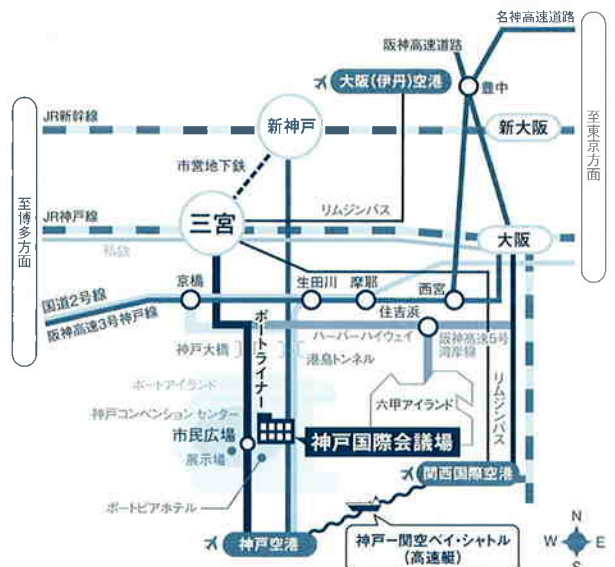 名神高速道路
阪神高速道路
大阪(伊丹)空港
豊中
至東京方面
至博多方面
JR新幹線
新神戸
新大阪
市営地下鉄
三宮
リムジンバス
JR神戸線
私鉄
大阪
京橋
生田川
摩耶
西宮
国道2号線
阪神高速3号神戸線
住吉浜
ポートライナー
ハーバーハイウェイ
阪神高速5号
湾岸線
神戸大橋
港島トンネル
リムジンバス
ポートアイランド
六甲アイランド
神戸コンベンション センター
市民広場
神戸国際会議場
展示場
関西国際空港
ポートピアホテル
神戸空港
神戸ー関空ベイ・シャトル
(高速艇)
N
W
E
S